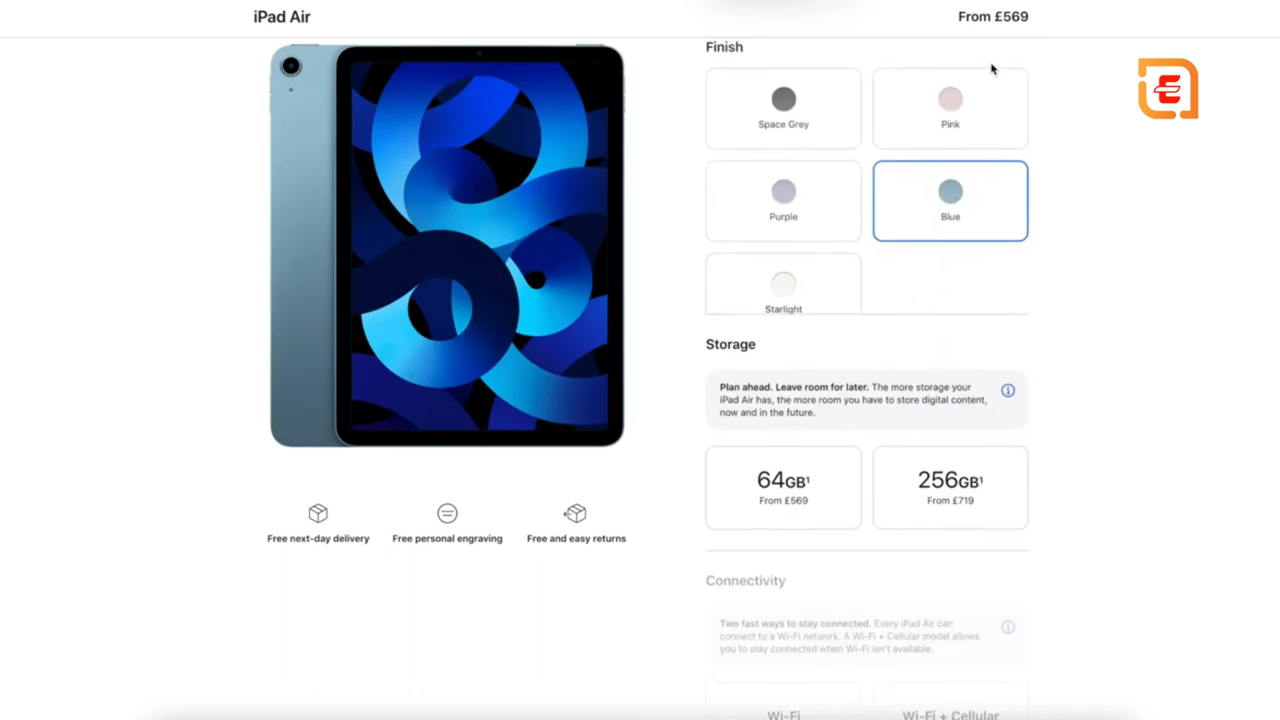 iPad Air
From £569
Finish
Space Grey
Pink
Purple
Blue
Starlight
Storage
Plan ahead. Leave room for later. The more storage your
iPad Air has, the more room you have to store digital content,
now and in the future.
64GB¹
From £569
256GB¹
From £719
Free next-day delivery
Free personal engraving
Free and easy returns
Connectivity
Two fast ways to stay connected. Every iPad Air can
connect to a Wi-Fi network. A Wi-Fi + Cellular model allows
you to stay connected when Wi-Fi isn't available.
Wi-Fi
Wi-Fi + Cellular
E